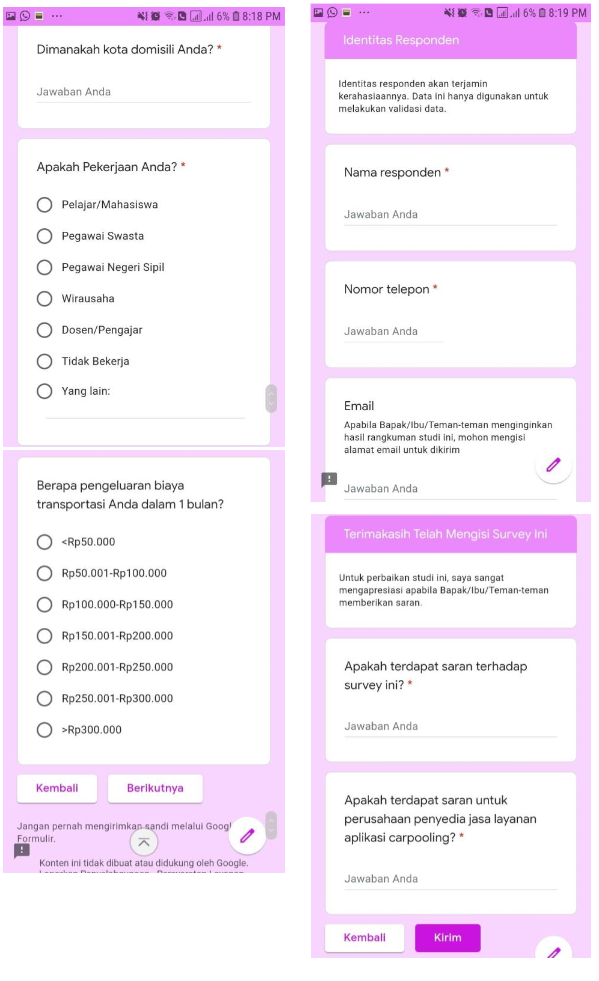 6% 8:18 PM
Dimanakah kota domisili Anda? *
Jawaban Anda
Apakah Pekerjaan Anda? *
Pelajar/Mahasiswa
Pegawai Swasta
Pegawai Negeri Sipil
Wirausaha
Dosen/Pengajar
Tidak Bekerja
Yang lain:
Berapa pengeluaran biaya
transportasi Anda dalam 1 bulan?
<Rp50.000
Rp50.001-Rp100.000
Rp100.000-Rp150.000
Rp150.001-Rp200.000
Rp200.001-Rp250.000
Rp250.001-Rp300.000
>Rp300.000
Kembali Berikutnya
Jangan pernah mengirimkan sandi melalui Googl
Formulir.
Konten ini tidak dibuat atau didukung oleh Google.
6% 8:19 PM
Identitas Responden
Identitas responden akan terjamin
kerahasiaannya. Data ini hanya digunakan untuk
melakukan validasi data.
Nama responden *
Jawaban Anda
Nomor telepon *
Jawaban Anda
Email
Apabila Bapak/Ibu/Teman-teman menginginkan
hasil rangkuman studi ini, mohon mengisi
alamat email untuk dikirim
Jawaban Anda
Terimakasih Telah Mengisi Survey Ini
Untuk perbaikan studi ini, saya sangat
mengapresiasi apabila Bapak/Ibu/Teman-teman
memberikan saran.
Apakah terdapat saran terhadap
survey ini? *
Jawaban Anda
Apakah terdapat saran untuk
perusahaan penyedia jasa layanan
aplikasi carpooling? *
Jawaban Anda
Kembali Kirim